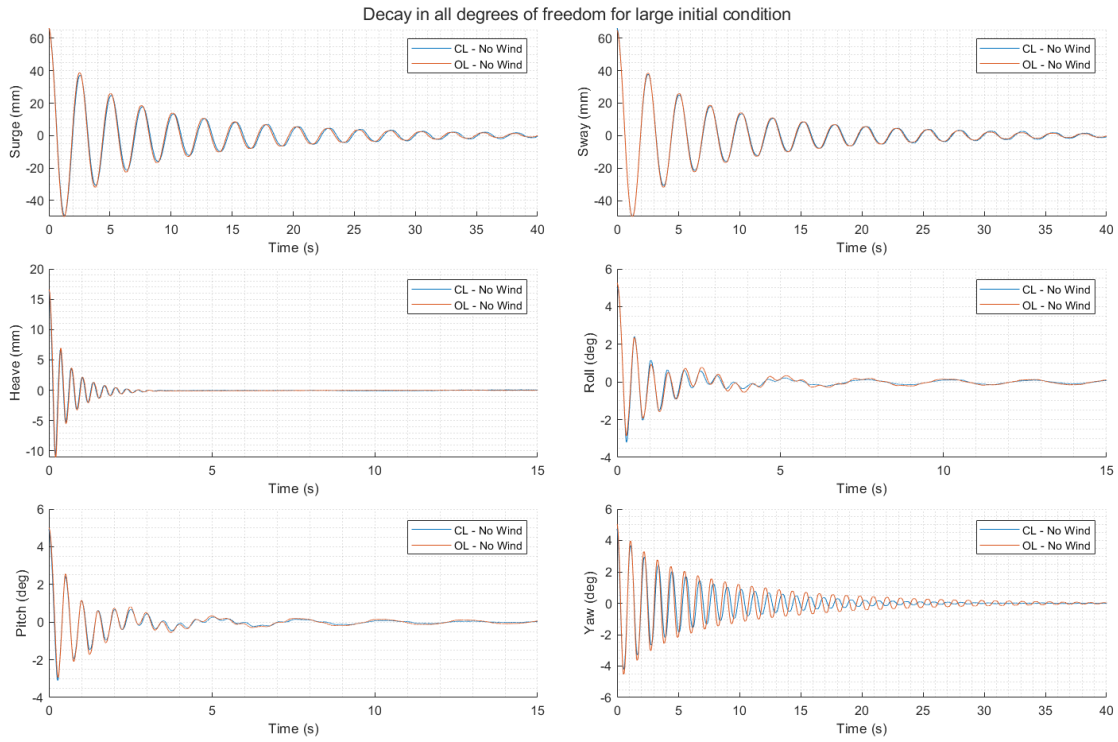 Decay in all degrees of freedom for large initial condition
60
40
20
0
-20
-40
Surge (mm)
CL - No Wind
OL - No Wind
0 5 10 15 20 25 30 35 40
Time (s)
60
40
20
0
-20
-40
Sway (mm)
CL - No Wind
OL - No Wind
0 5 10 15 20 25 30 35 40
Time (s)
20
15
10
5
0
-5
-10
Heave (mm)
CL - No Wind
OL - No Wind
0 5 10 15
Time (s)
6
4
2
0
-2
-4
Roll (deg)
CL - No Wind
OL - No Wind
0 5 10 15
Time (s)
6
4
2
0
-2
-4
Pitch (deg)
CL - No Wind
OL - No Wind
0 5 10 15
Time (s)
6
4
2
0
-2
-4
-6
Yaw (deg)
CL - No Wind
OL - No Wind
0 5 10 15 20 25 30 35 40
Time (s)